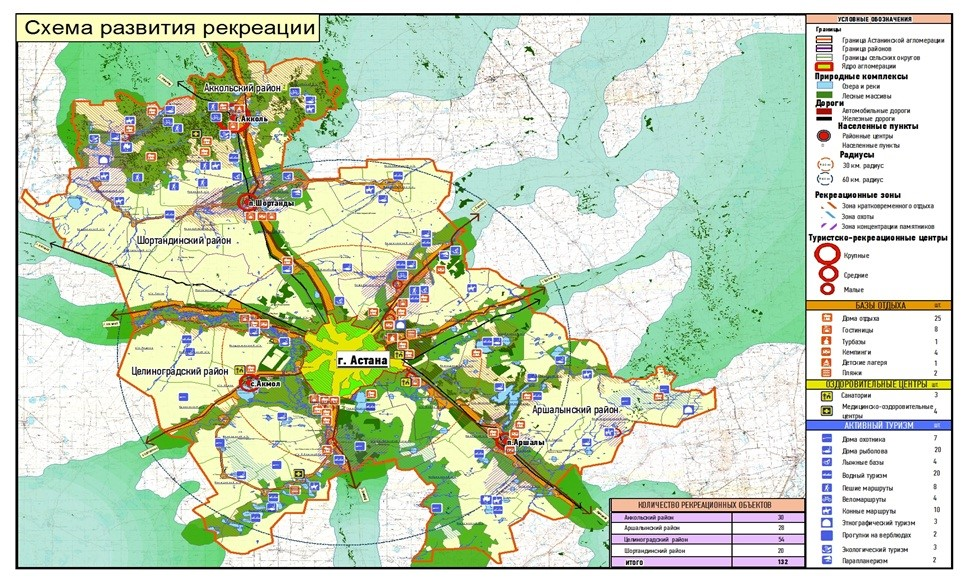 Схема развития рекреации
Аккольский район
г.Акколь
п.Шортанды
Шортандинский район
г. Астана
Целиноградский район
с.Акмол
Аршалынский район
п.Аршалы
КОЛИЧЕСТВО РЕКРЕАЦИОННЫХ ОБЪЕКТОВ
Аккольский район 30
Аршалынский район 28
Целиноградский район 54
Шортандинский район 20
ИТОГО 132
УСЛОВНЫЕ ОБОЗНАЧЕНИЯ
Границы
Граница Астанинской агломерации
Граница районов
Граница сельских округов
Ядро агломерации
Природные комплексы
Озера и реки
Лесные массивы
Дороги
Автомобильные дороги
Железные дороги
Населенные пункты
Районные центры
Населенные пункты
Радиусы
30 км. радиус
60 км. радиус
Рекреационные зоны
Зона кратковременного отдыха
Зона охоты
Зона концентрации памятников
Туристско-рекреационные центры
Крупные
Средние
Малые
БАЗЫ ОТДЫХА шт.
Дома отдыха 25
Гостиницы 8
Турбазы 1
Кемпинги 4
Детские лагеря 1
Пляжи 2
ОЗДОРОВИТЕЛЬНЫЕ ЦЕНТРЫ шт.
Санатории 3
Медицинско-оздоровительные 4
центры
АКТИВНЫЙ ТУРИЗМ шт.
Дома охотника 7
Дома рыболова 20
Лыжные базы 4
Водный туризм 20
Пешие маршруты 8
Веломаршруты 4
Конные маршруты 10
Этнографический туризм 3
Прогулки на верблюдах 2
Экологический туризм 3
Парапланеризм 2